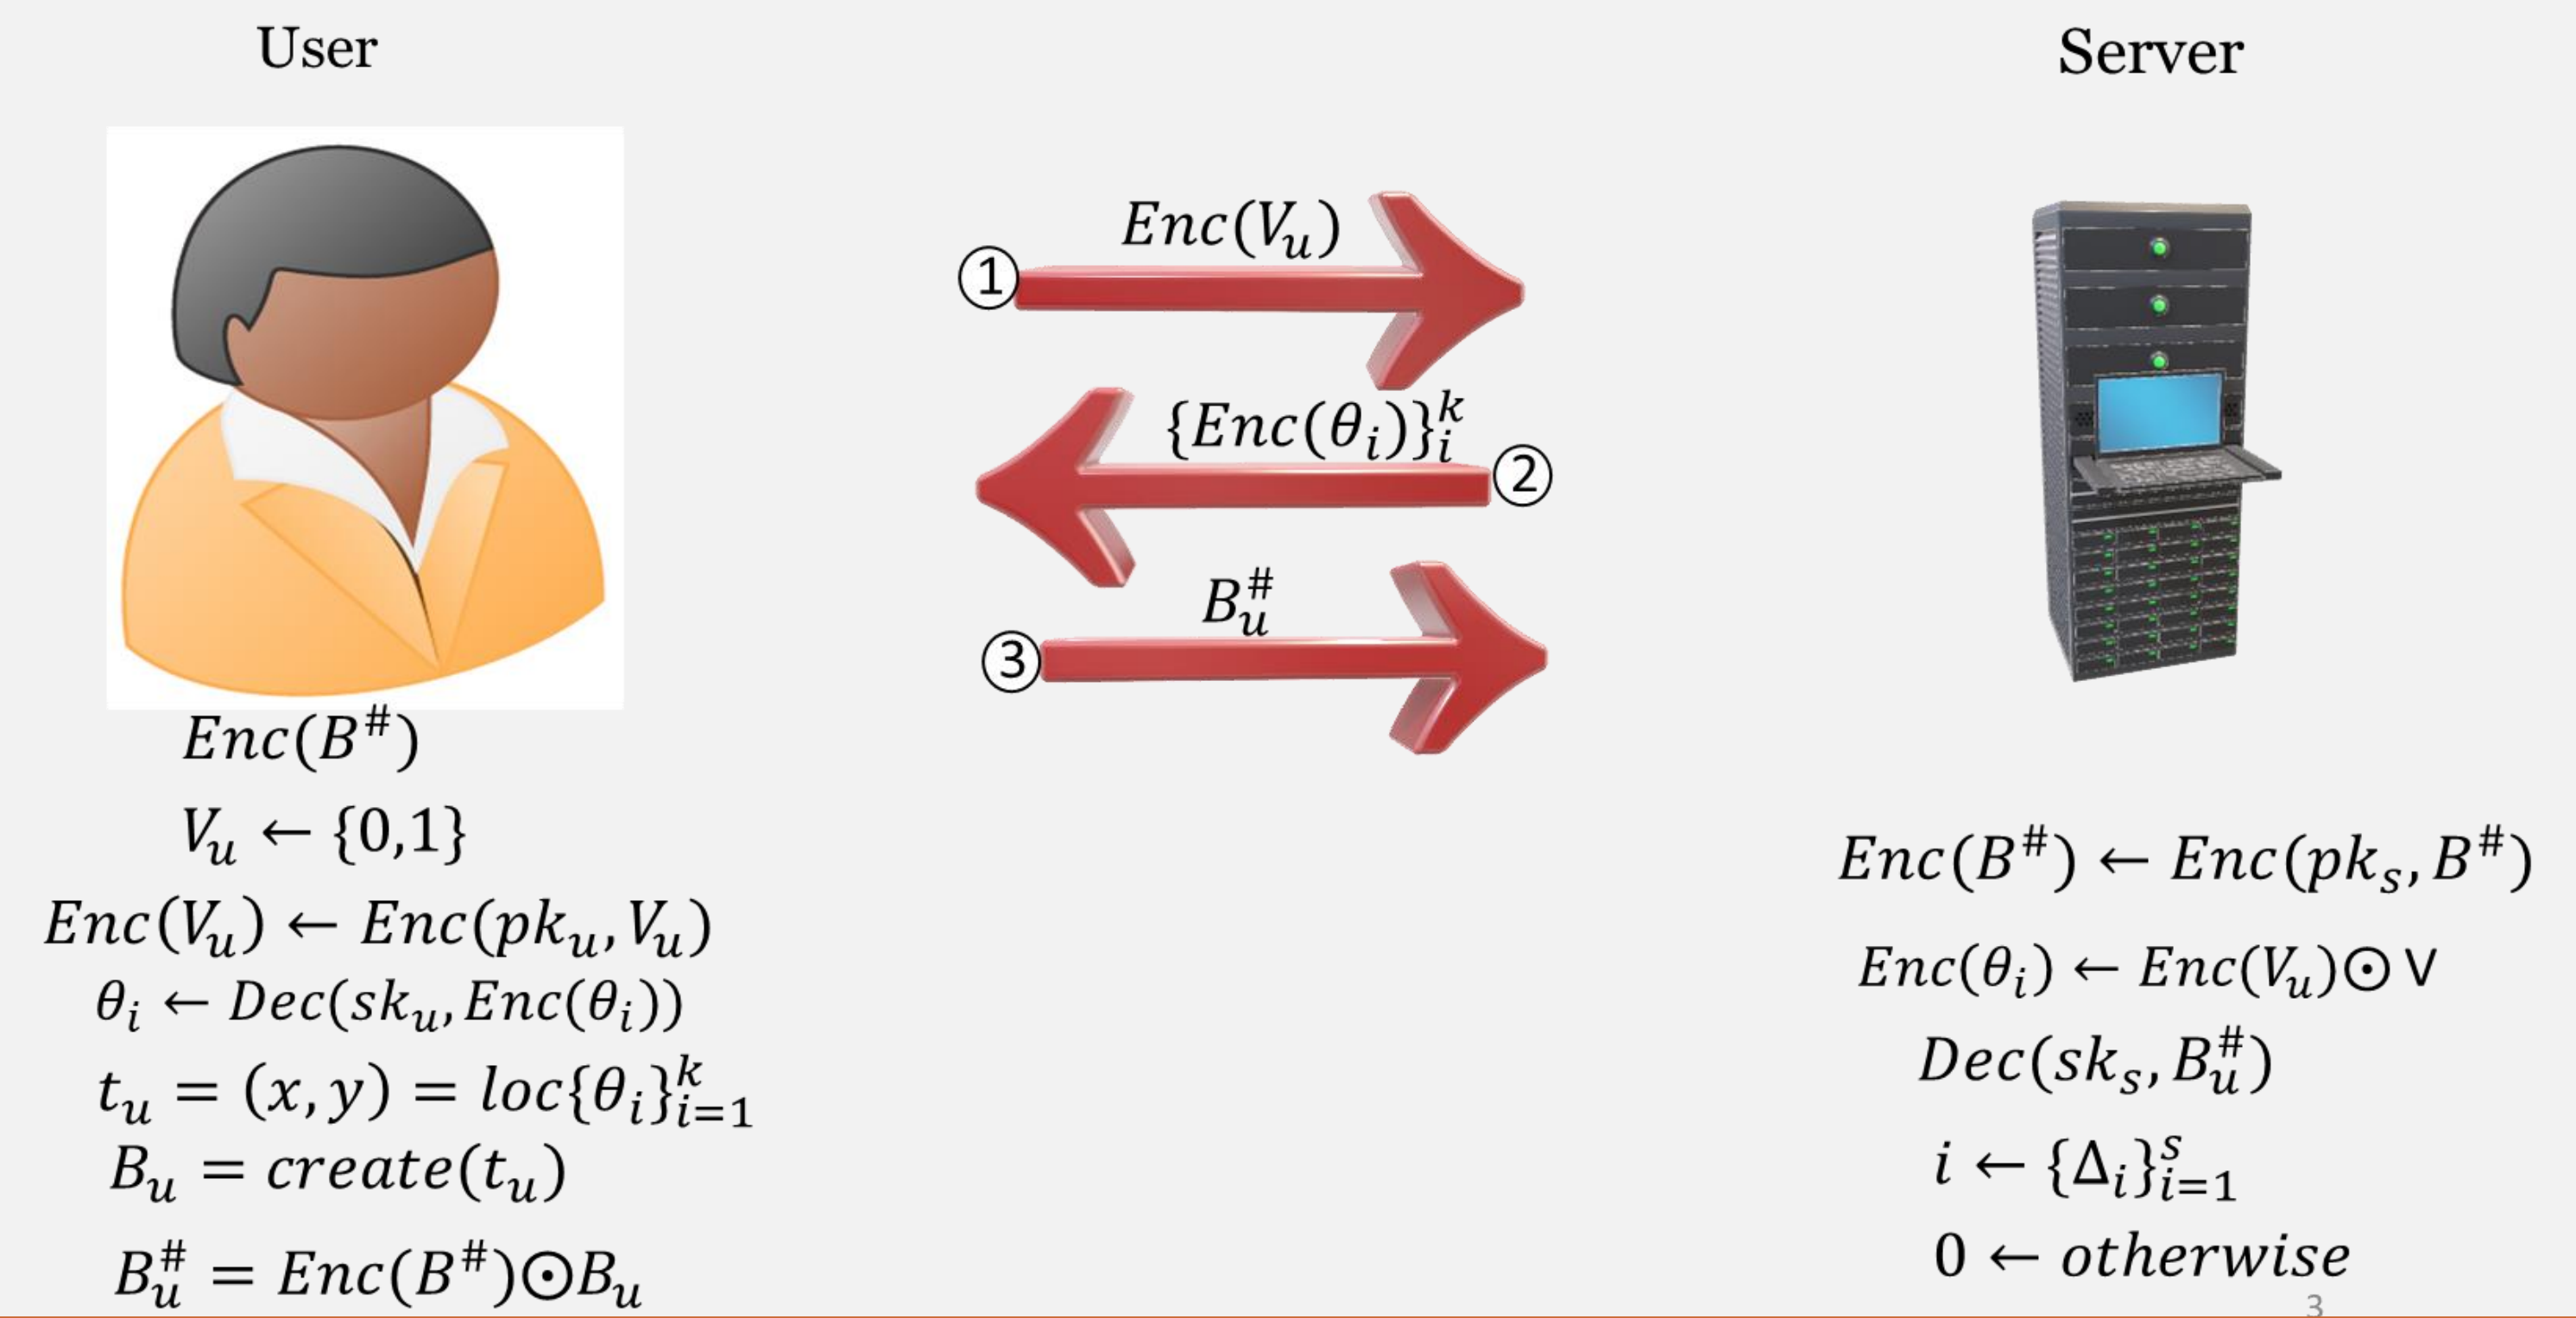 User
Server
① Enc(V_u)
{Enc(θ_i)}_i^k ②
③ B_u^#
Enc(B^#)
V_u ← {0,1}
Enc(V_u) ← Enc(pk_u, V_u)
θ_i ← Dec(sk_u, Enc(θ_i))
t_u = (x, y) = loc{θ_i}_{i=1}^k
B_u = create(t_u)
B_u^# = Enc(B^#)⊙B_u
Enc(B^#) ← Enc(pk_s, B^#)
Enc(θ_i) ← Enc(V_u)⊙V
Dec(sk_s, B_u^#)
i ← {Δ_i}_{i=1}^s
0 ← otherwise
3